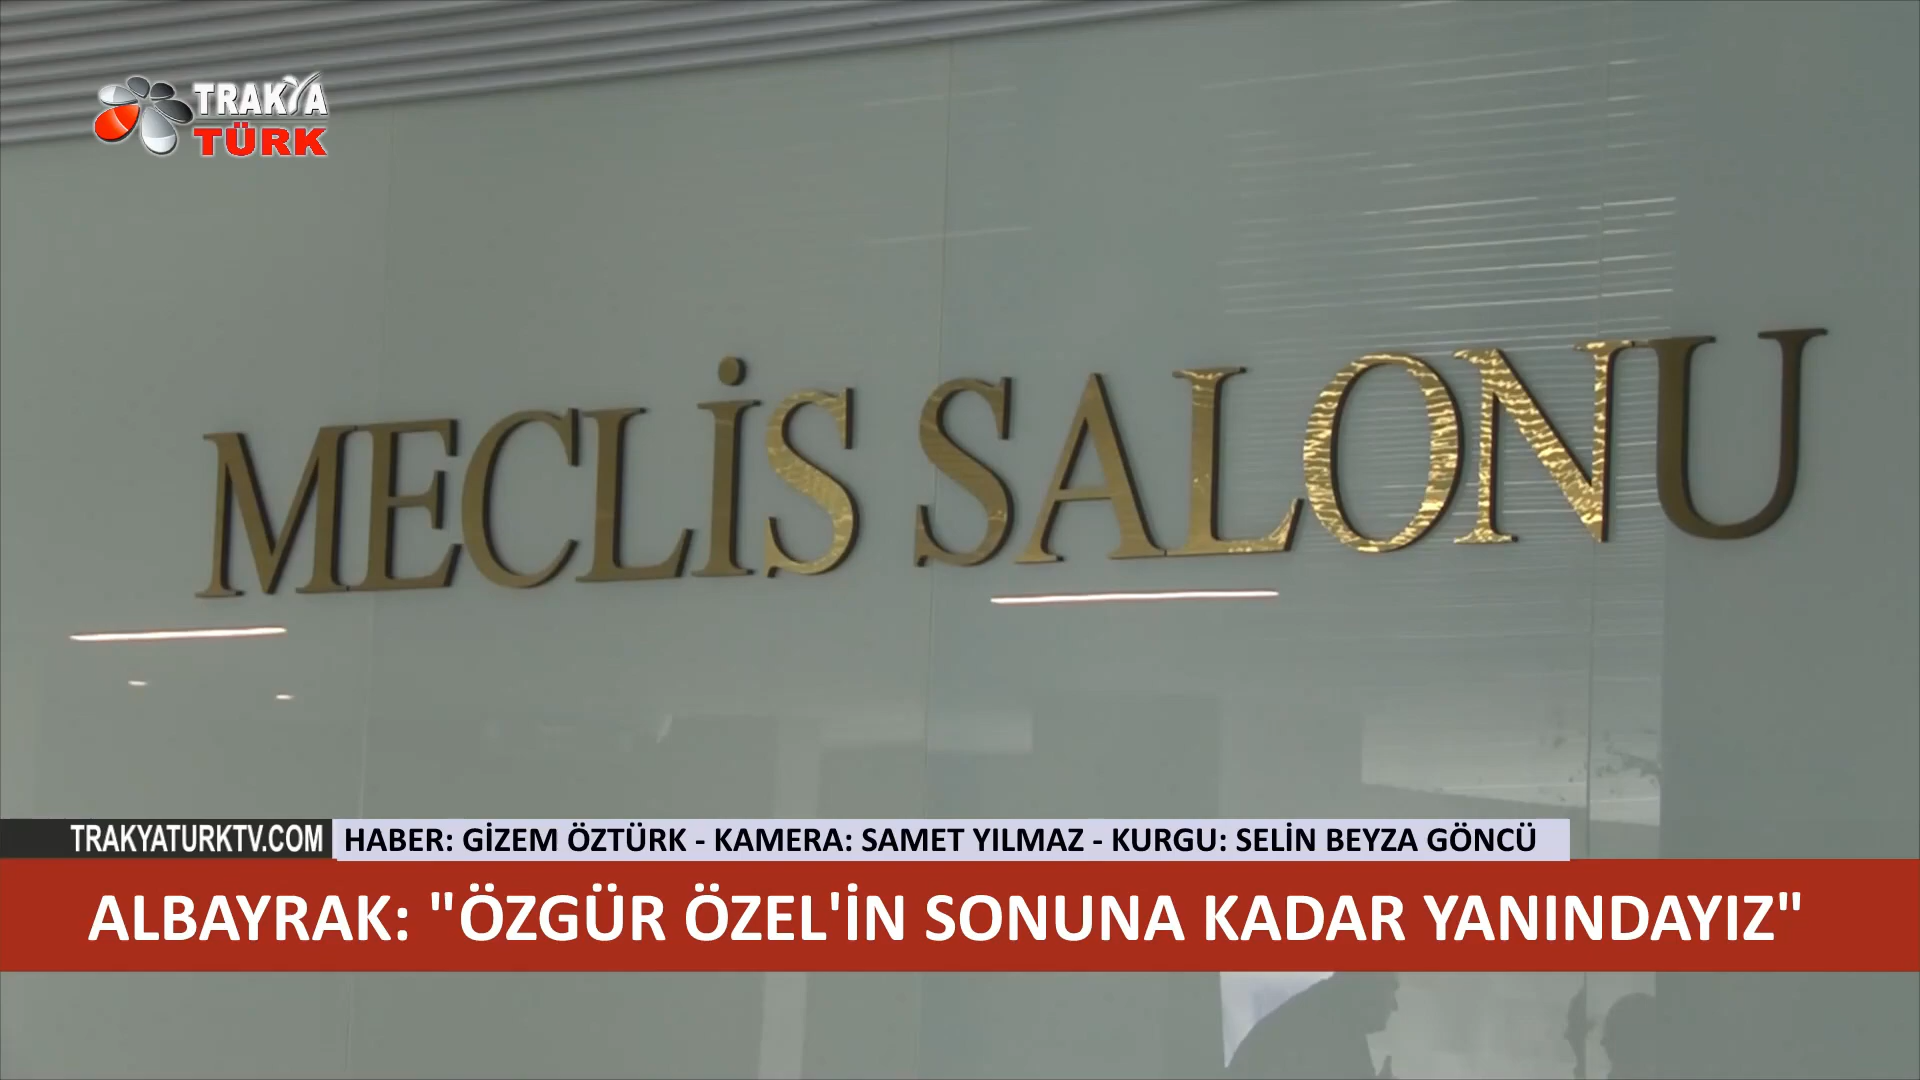 TRAKYA
TÜRK
MECLİS SALONU
TRAKYATURKTV.COM
HABER: GİZEM ÖZTÜRK - KAMERA: SAMET YILMAZ - KURGU: SELİN BEYZA GÖNCÜ
ALBAYRAK: "ÖZGÜR ÖZEL'İN SONUNA KADAR YANINDAYIZ"